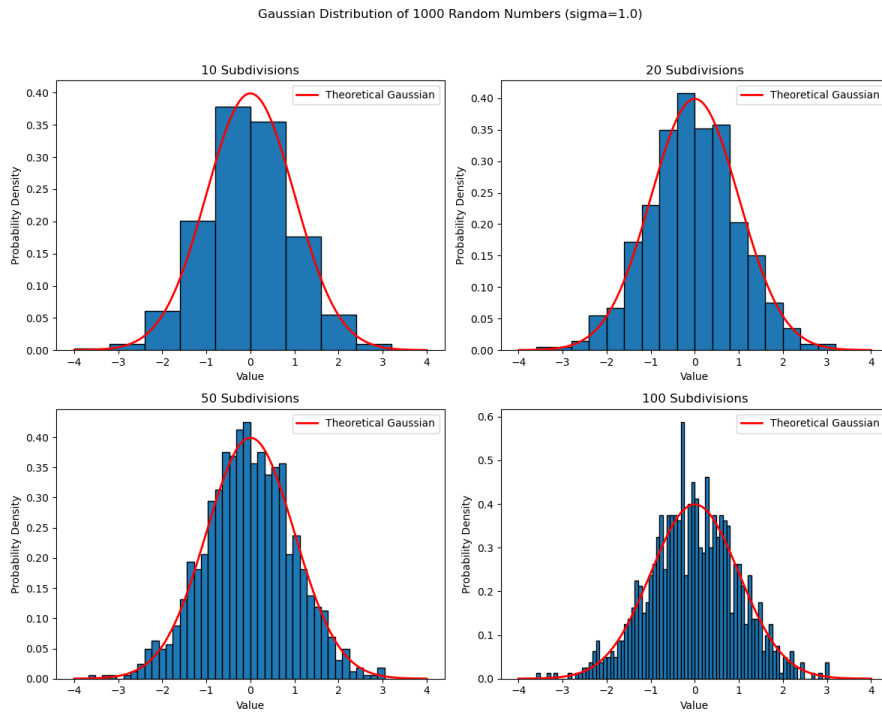 Gaussian Distribution of 1000 Random Numbers (sigma=1.0)
10 Subdivisions
Theoretical Gaussian
Probability Density
0.40
0.35
0.30
0.25
0.20
0.15
0.10
0.05
0.00
−4 −3 −2 −1 0 1 2 3 4
Value
20 Subdivisions
Theoretical Gaussian
Probability Density
0.40
0.35
0.30
0.25
0.20
0.15
0.10
0.05
0.00
−4 −3 −2 −1 0 1 2 3 4
Value
50 Subdivisions
Theoretical Gaussian
Probability Density
0.40
0.35
0.30
0.25
0.20
0.15
0.10
0.05
0.00
−4 −3 −2 −1 0 1 2 3 4
Value
100 Subdivisions
Theoretical Gaussian
Probability Density
0.6
0.5
0.4
0.3
0.2
0.1
0.0
−4 −3 −2 −1 0 1 2 3 4
Value